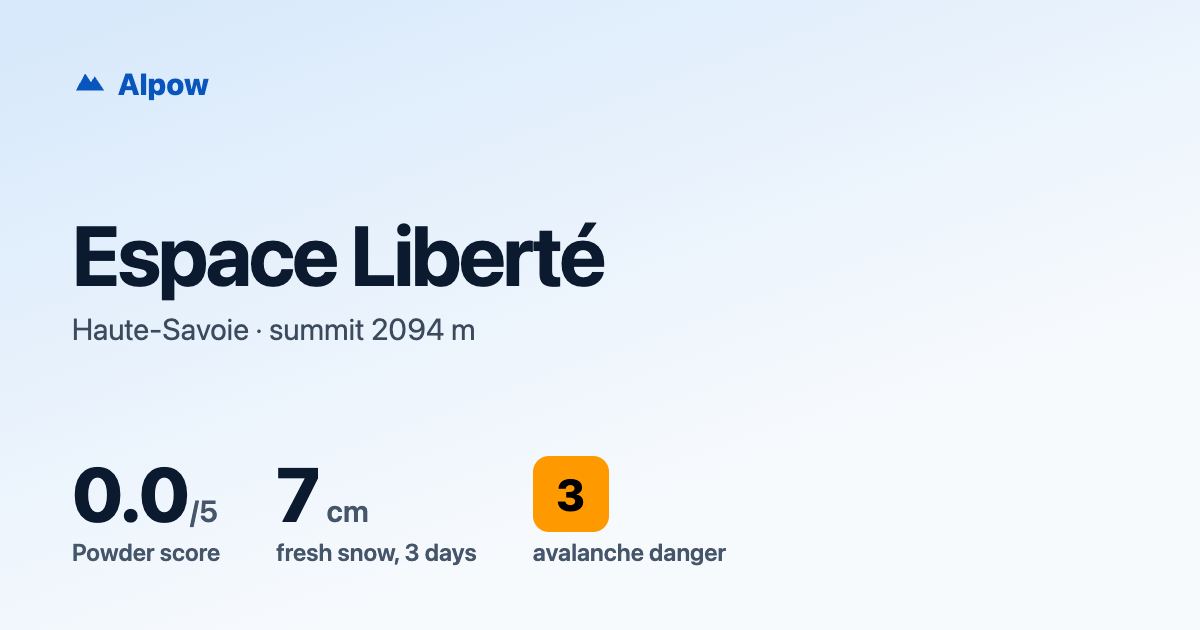 Alpow
Espace Liberté
Haute-Savoie · summit 2094 m
0.0/5
Powder score
7 cm
fresh snow, 3 days
3
avalanche danger